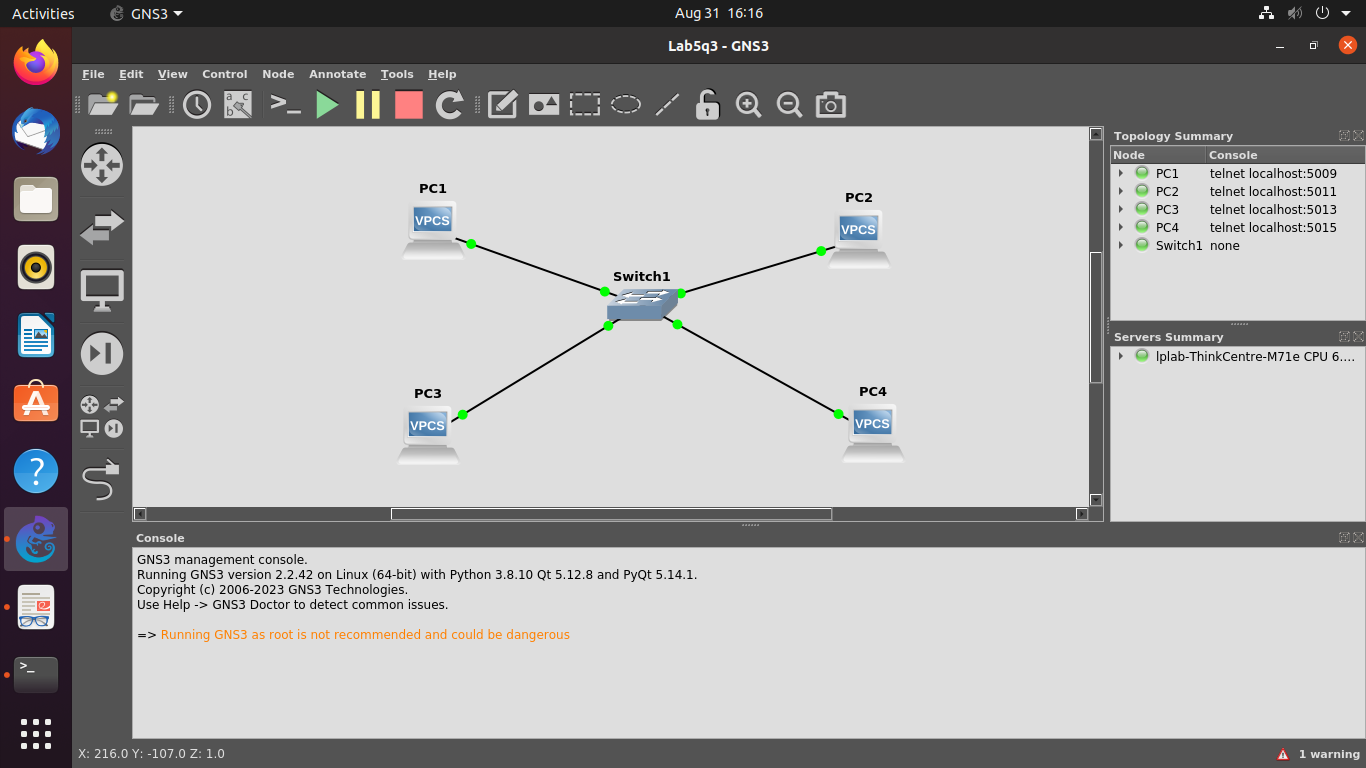 Activities GNS3 Aug 31 16:16
Lab5q3 - GNS3
File Edit View Control Node Annotate Tools Help
a
b c
>_
PC1
VPCS
PC2
VPCS
Switch1
PC3
VPCS
PC4
VPCS
Topology Summary
Node Console
PC1 telnet localhost:5009
PC2 telnet localhost:5011
PC3 telnet localhost:5013
PC4 telnet localhost:5015
Switch1 none
Servers Summary
lplab-ThinkCentre-M71e CPU 6....
Console
GNS3 management console.
Running GNS3 version 2.2.42 on Linux (64-bit) with Python 3.8.10 Qt 5.12.8 and PyQt 5.14.1.
Copyright (c) 2006-2023 GNS3 Technologies.
Use Help -> GNS3 Doctor to detect common issues.
=> Running GNS3 as root is not recommended and could be dangerous
?
>_
X: 216.0 Y: -107.0 Z: 1.0
1 warning